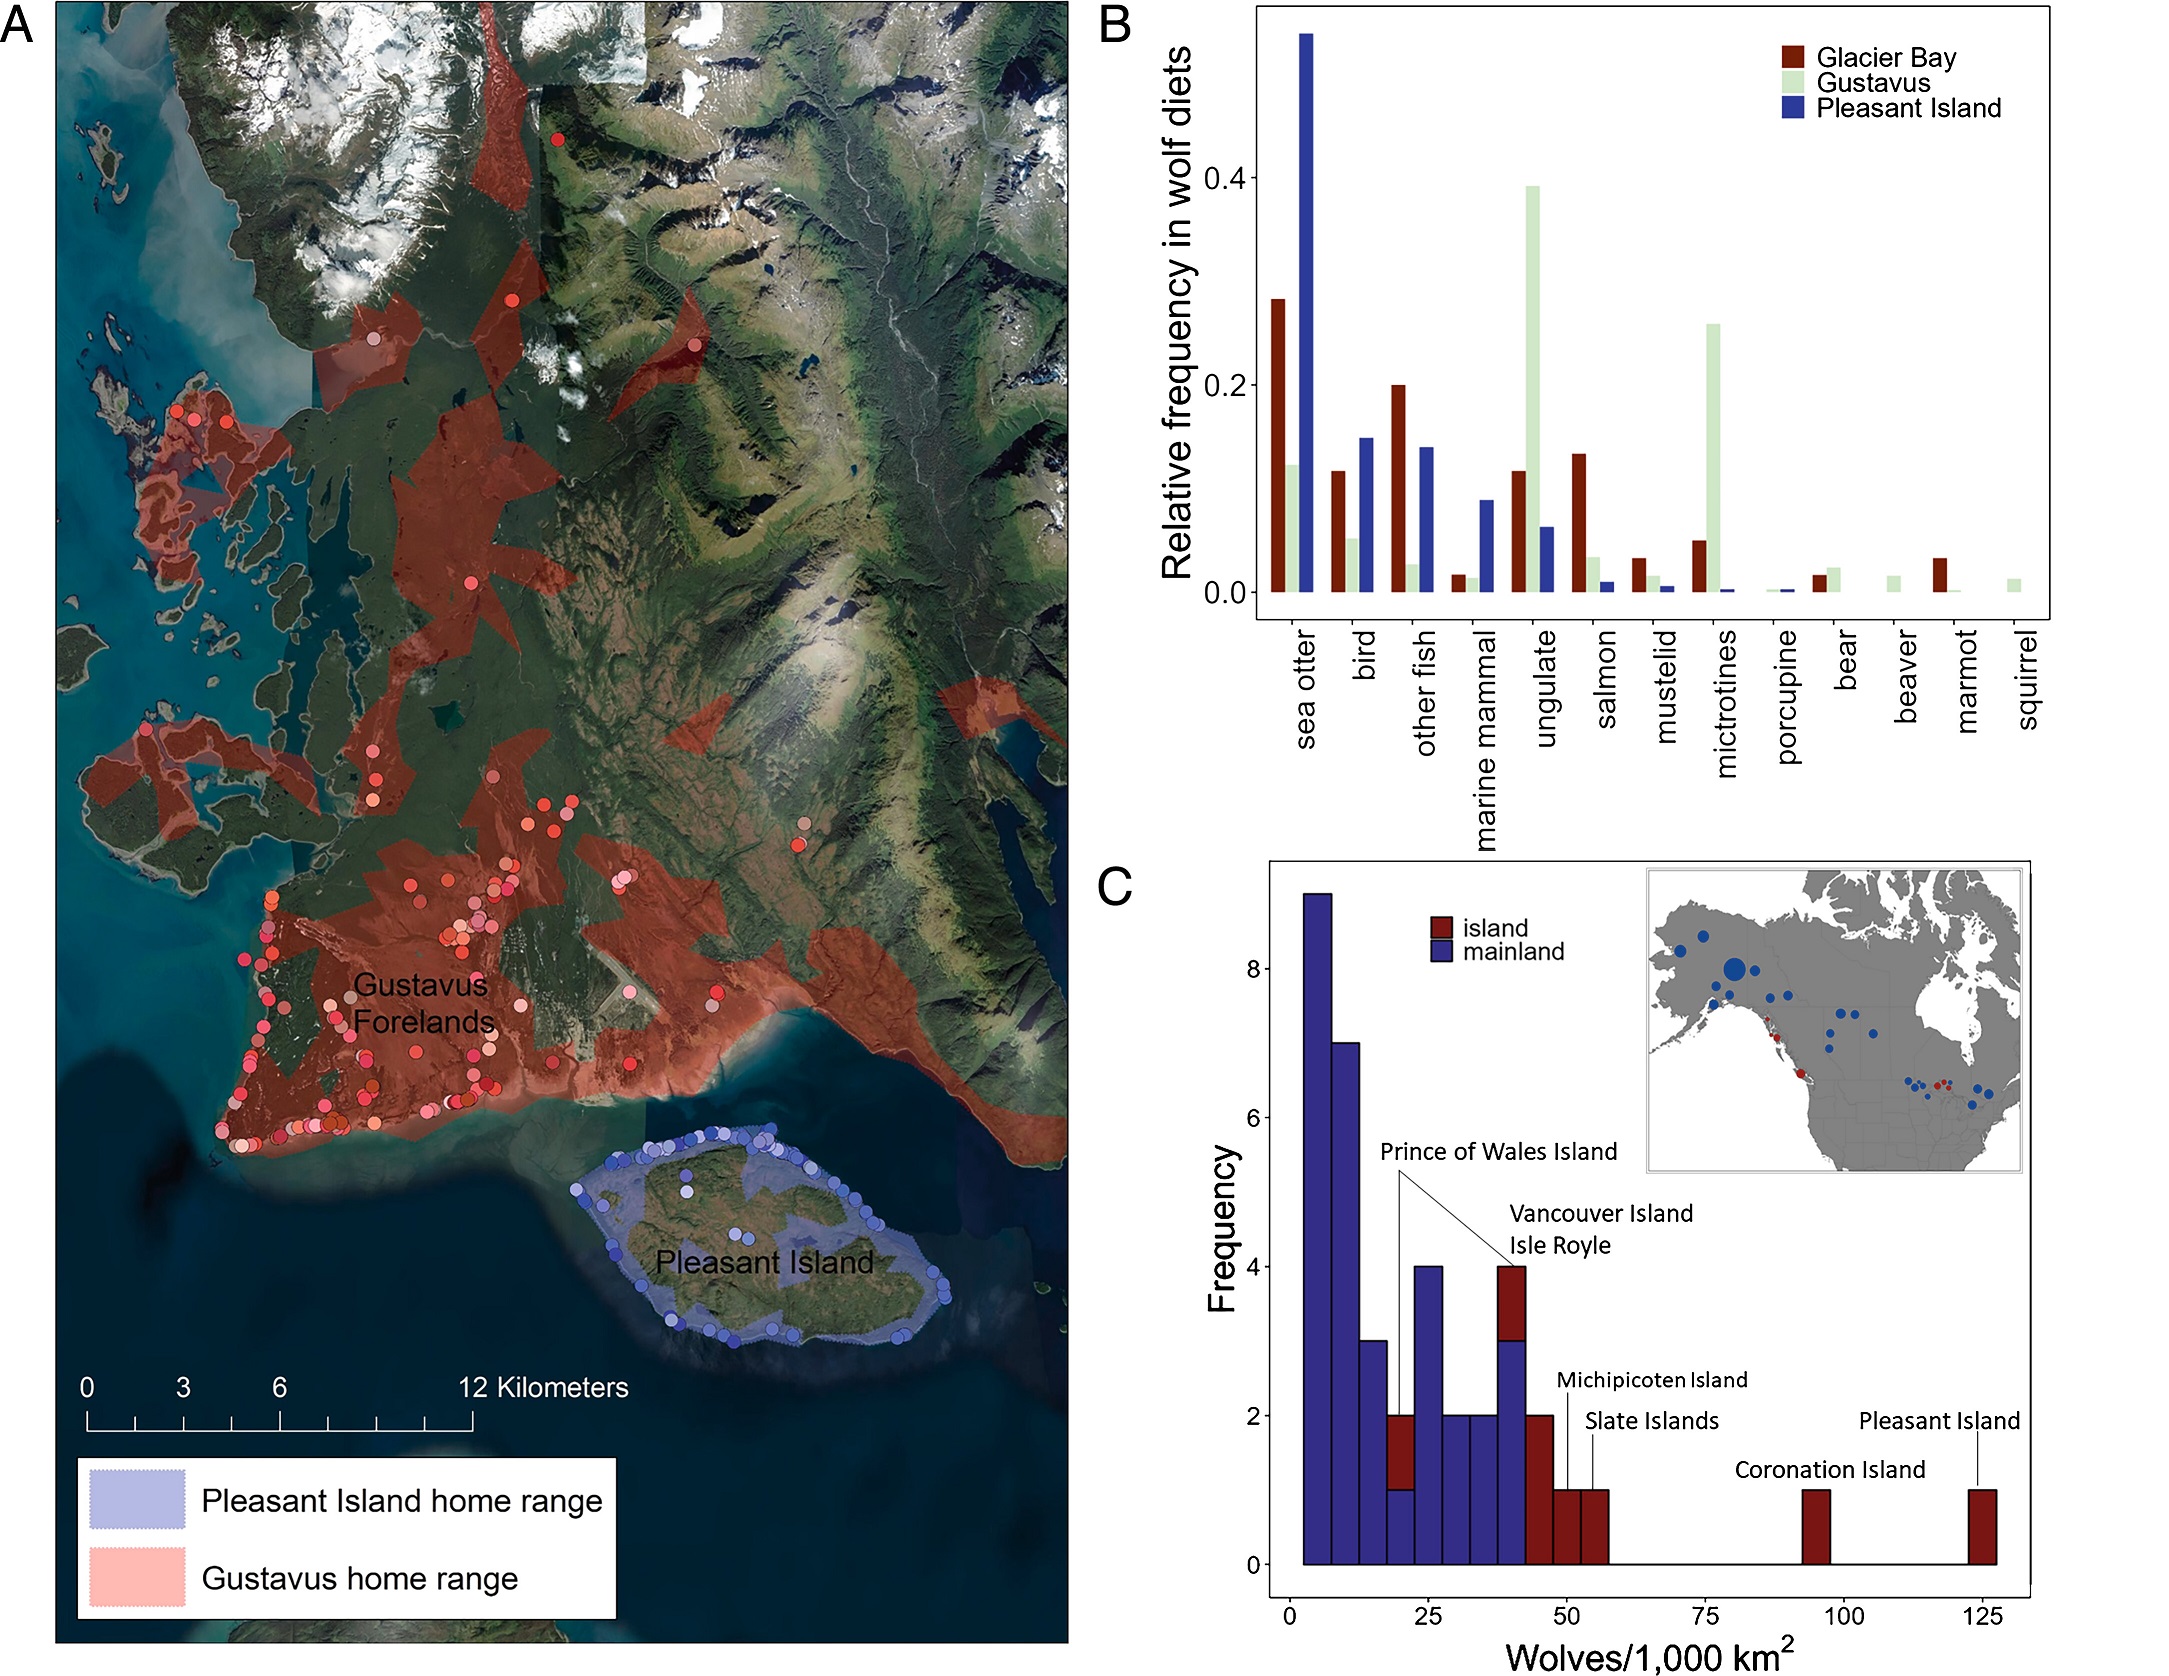 A
Gustavus
Forelands
Pleasant Island
0 3 6 12 Kilometers
Pleasant Island home range
Gustavus home range
B
Relative frequency in wolf diets
0.4
0.2
0.0
Glacier Bay
Gustavus
Pleasant Island
sea otter
bird
other fish
marine mammal
ungulate
salmon
mustelid
mictrotines
porcupine
bear
beaver
marmot
squirrel
C
Frequency
8
6
4
2
0
island
mainland
Prince of Wales Island
Vancouver Island
Isle Royle
Michipicoten Island
Slate Islands
Pleasant Island
Coronation Island
0 25 50 75 100 125
Wolves/1,000 km²